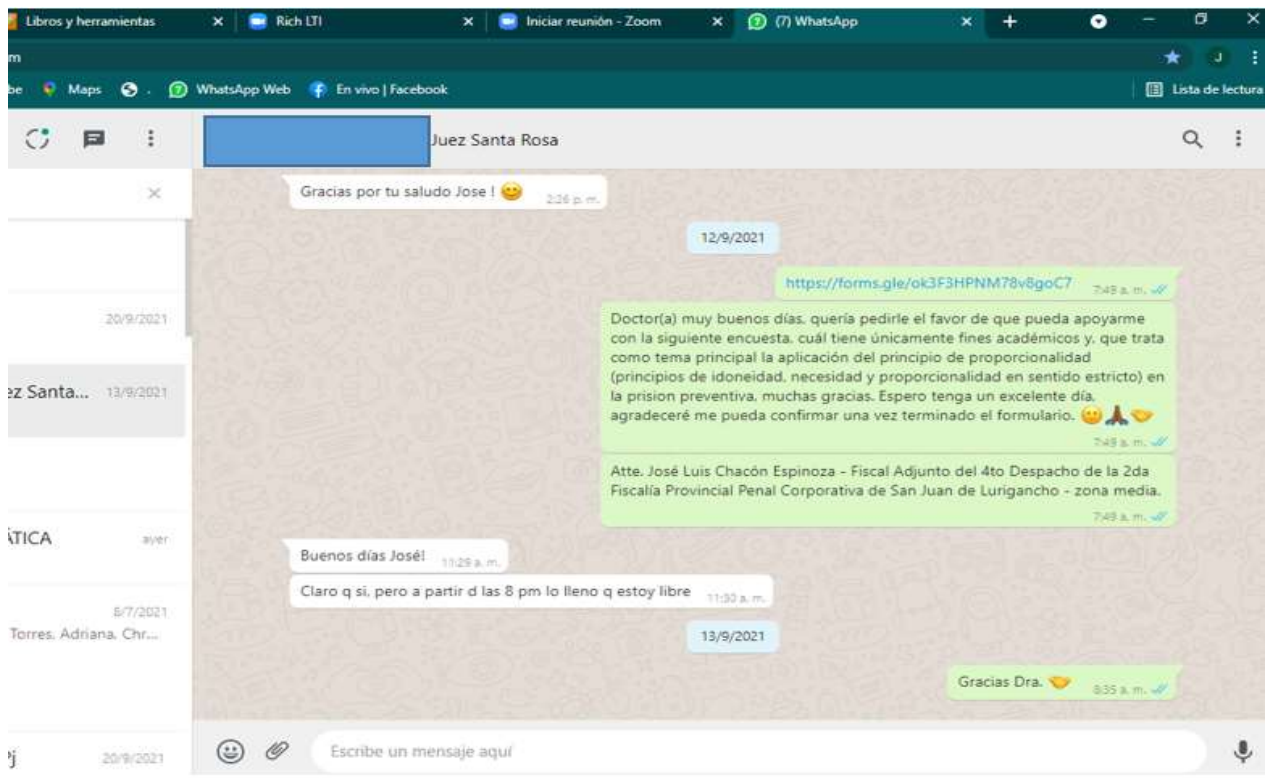 Libros y herramientas
Rich LTI
Iniciar reunión - Zoom
(7) WhatsApp
m
J
be
Maps
.
WhatsApp Web
En vivo | Facebook
Lista de lectura
Juez Santa Rosa
Gracias por tu saludo Jose ! 😊 2:26 p. m.
12/9/2021
https://forms.gle/ok3F3HPNM78v8goC7 7:49 a. m.
20/9/2021
Doctor(a) muy buenos días, quería pedirle el favor de que pueda apoyarme
con la siguiente encuesta, cuál tiene únicamente fines académicos y, que trata
como tema principal la aplicación del principio de proporcionalidad
(principios de idoneidad, necesidad y proporcionalidad en sentido estricto) en
la prision preventiva, muchas gracias. Espero tenga un excelente día,
agradeceré me pueda confirmar una vez terminado el formulario.
7:49 a. m.
ez Santa... 13/9/2021
Atte. José Luis Chacón Espinoza - Fiscal Adjunto del 4to Despacho de la 2da
Fiscalía Provincial Penal Corporativa de San Juan de Lurigancho - zona media.
7:49 a. m.
ÁTICA ayer
Buenos días José! 11:29 a. m.
Claro q si, pero a partir d las 8 pm lo lleno q estoy libre 11:30 a. m.
8/7/2021
Torres, Adriana, Chr...
13/9/2021
Gracias Dra. 8:35 a. m.
Pj 20/9/2021
Escribe un mensaje aquí